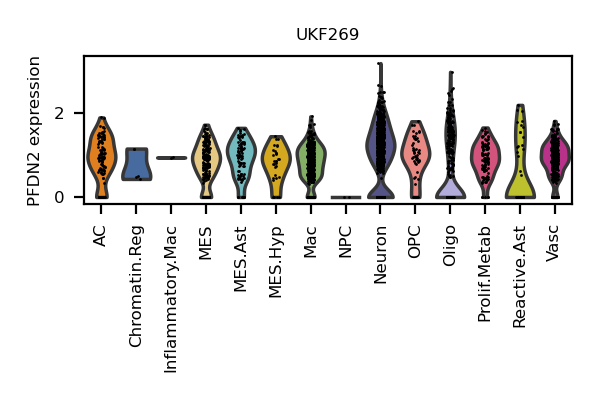 UKF269
PFDN2 expression
2
0
AC
Chromatin.Reg
Inflammatory.Mac
MES
MES.Ast
MES.Hyp
Mac
NPC
Neuron
OPC
Oligo
Prolif.Metab
Reactive.Ast
Vasc